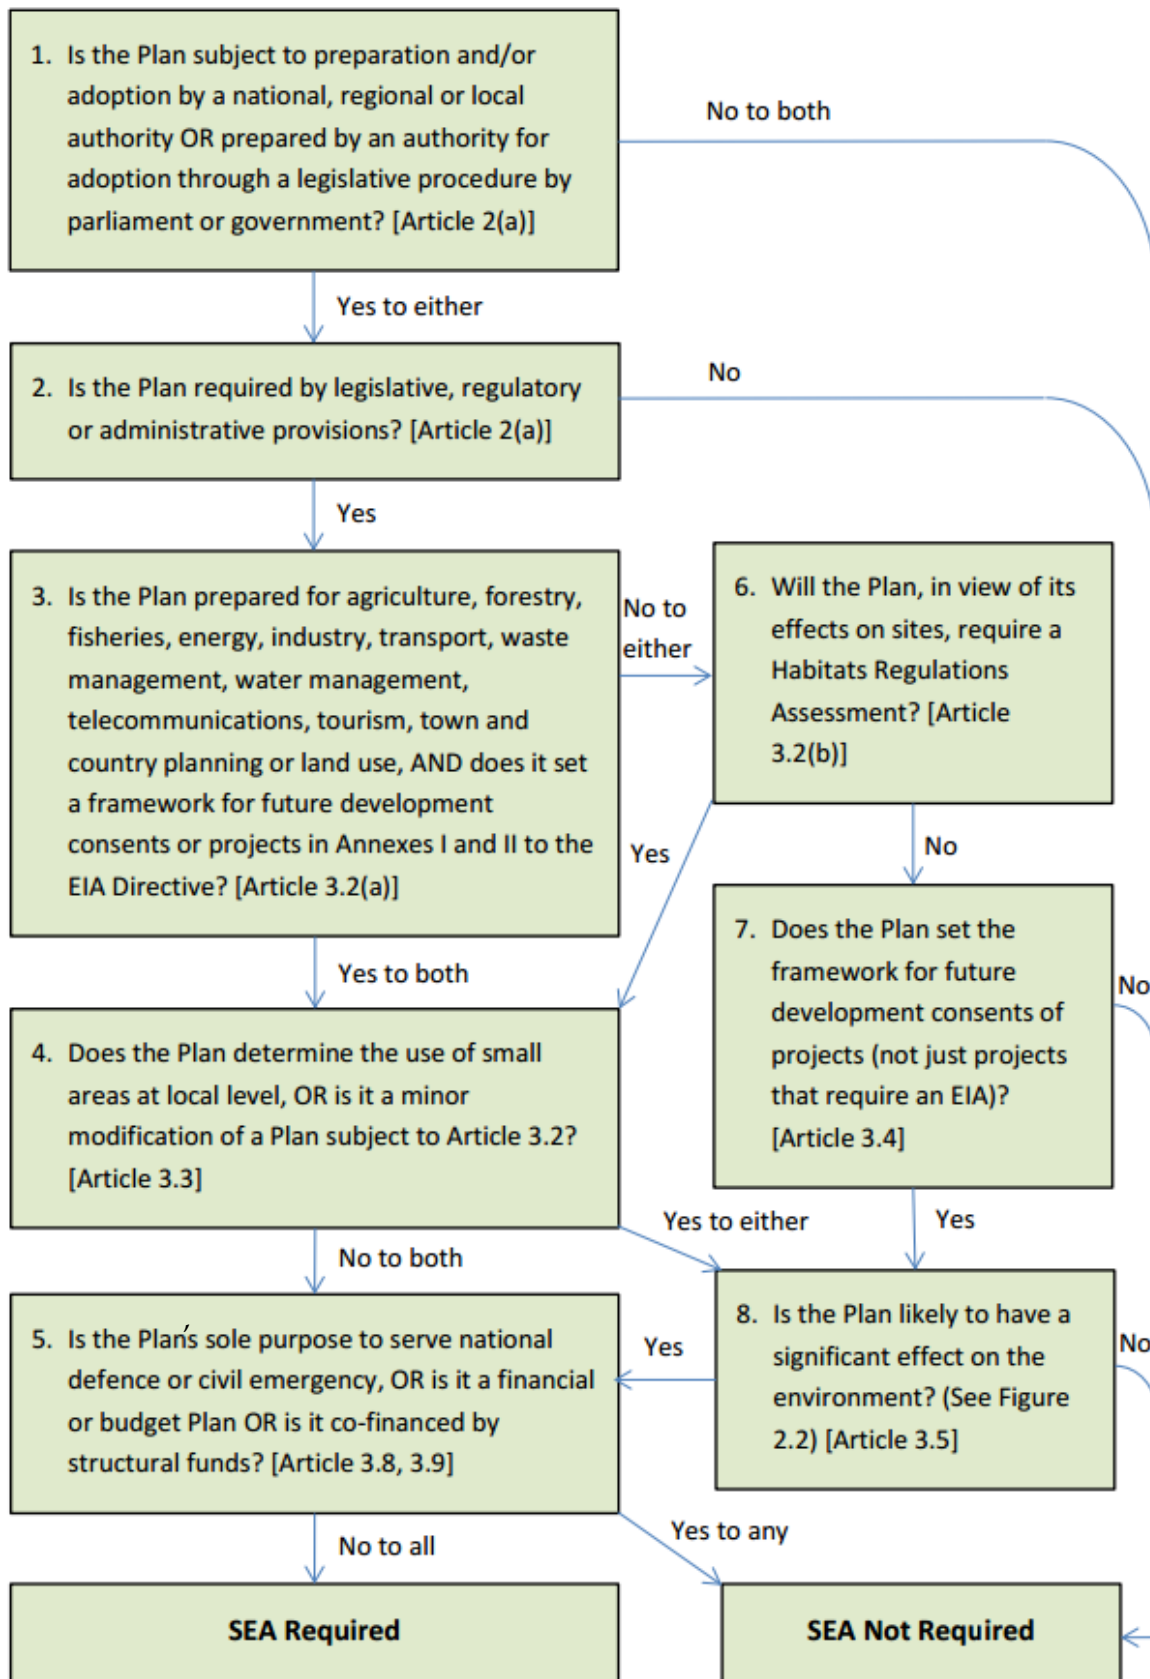 1. Is the Plan subject to preparation and/or
adoption by a national, regional or local
authority OR prepared by an authority for
adoption through a legislative procedure by
parliament or government? [Article 2(a)]
No to both
Yes to either
2. Is the Plan required by legislative, regulatory
or administrative provisions? [Article 2(a)]
No
Yes
3. Is the Plan prepared for agriculture, forestry,
fisheries, energy, industry, transport, waste
management, water management,
telecommunications, tourism, town and
country planning or land use, AND does it set
a framework for future development
consents or projects in Annexes I and II to the
EIA Directive? [Article 3.2(a)]
No to
either
6. Will the Plan, in view of its
effects on sites, require a
Habitats Regulations
Assessment? [Article
3.2(b)]
Yes
No
Yes to both
7. Does the Plan set the
framework for future
development consents of
projects (not just projects
that require an EIA)?
[Article 3.4]
No
4. Does the Plan determine the use of small
areas at local level, OR is it a minor
modification of a Plan subject to Article 3.2?
[Article 3.3]
Yes to either
Yes
No to both
5. Is the Plan's sole purpose to serve national
defence or civil emergency, OR is it a financial
or budget Plan OR is it co-financed by
structural funds? [Article 3.8, 3.9]
Yes
8. Is the Plan likely to have a
significant effect on the
environment? (See Figure
2.2) [Article 3.5]
No
No to all
Yes to any
SEA Required
SEA Not Required